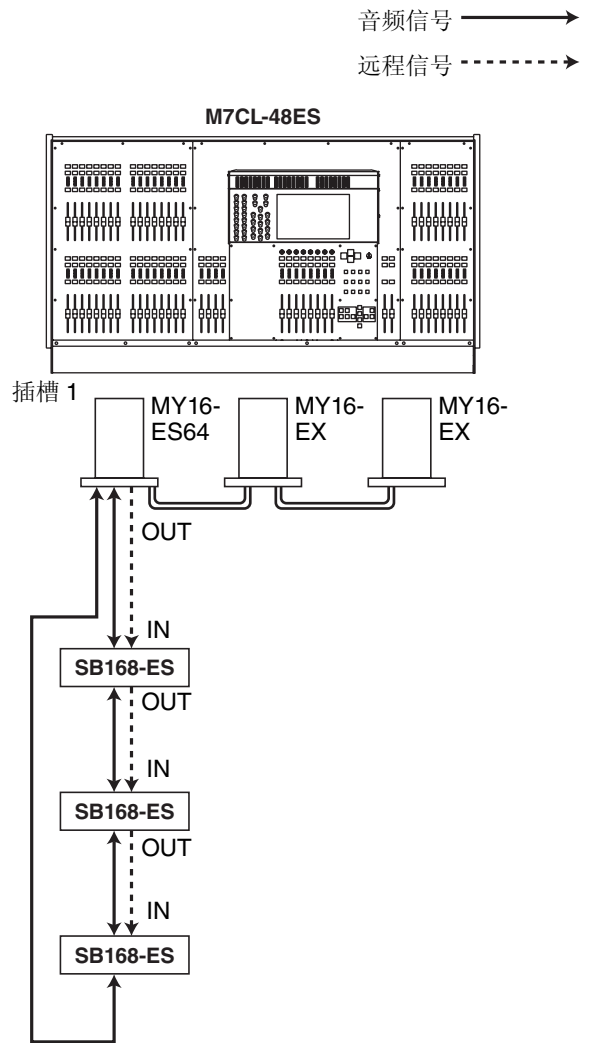 音频信号
远程信号
M7CL-48ES
插槽 1
MY16-
ES64
MY16-
EX
MY16-
EX
OUT
IN
SB168-ES
OUT
IN
SB168-ES
OUT
IN
SB168-ES